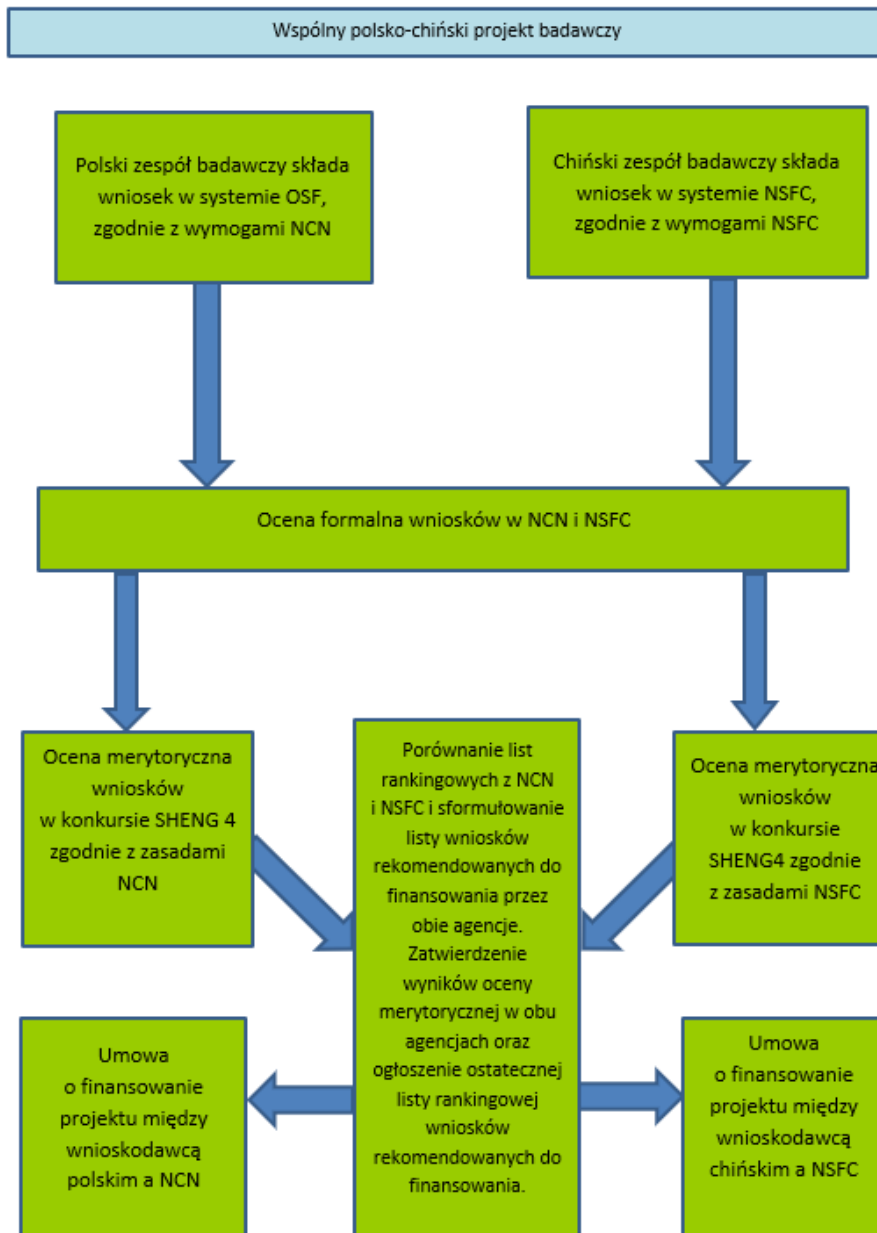 Wspólny polsko-chiński projekt badawczy
Polski zespół badawczy składa
wniosek w systemie OSF,
zgodnie z wymogami NCN
Chiński zespół badawczy składa
wniosek w systemie NSFC,
zgodnie z wymogami NSFC
Ocena formalna wniosków w NCN i NSFC
Ocena merytoryczna
wniosków
w konkursie SHENG 4
zgodnie z zasadami
NCN
Porównanie list
rankingowych z NCN
i NSFC i sformułowanie
listy wniosków
rekomendowanych do
finansowania przez
obie agencje.
Zatwierdzenie
wyników oceny
merytorycznej w obu
agencjach oraz
ogłoszenie ostatecznej
listy rankingowej
wniosków
rekomendowanych do
finansowania.
Ocena merytoryczna
wniosków
w konkursie
SHENG4 zgodnie
z zasadami NSFC
Umowa
o finansowanie
projektu między
wnioskodawcą
polskim a NCN
Umowa
o finansowanie
projektu między
wnioskodawcą
chińskim a NSFC